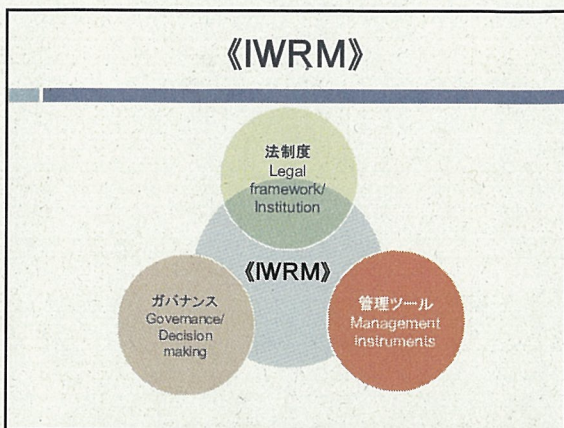 《IWRM》
法制度
Legal
framework/
Institution
《IWRM》
ガバナンス
Governance/
Decision
making
管理ツール
Management
instruments